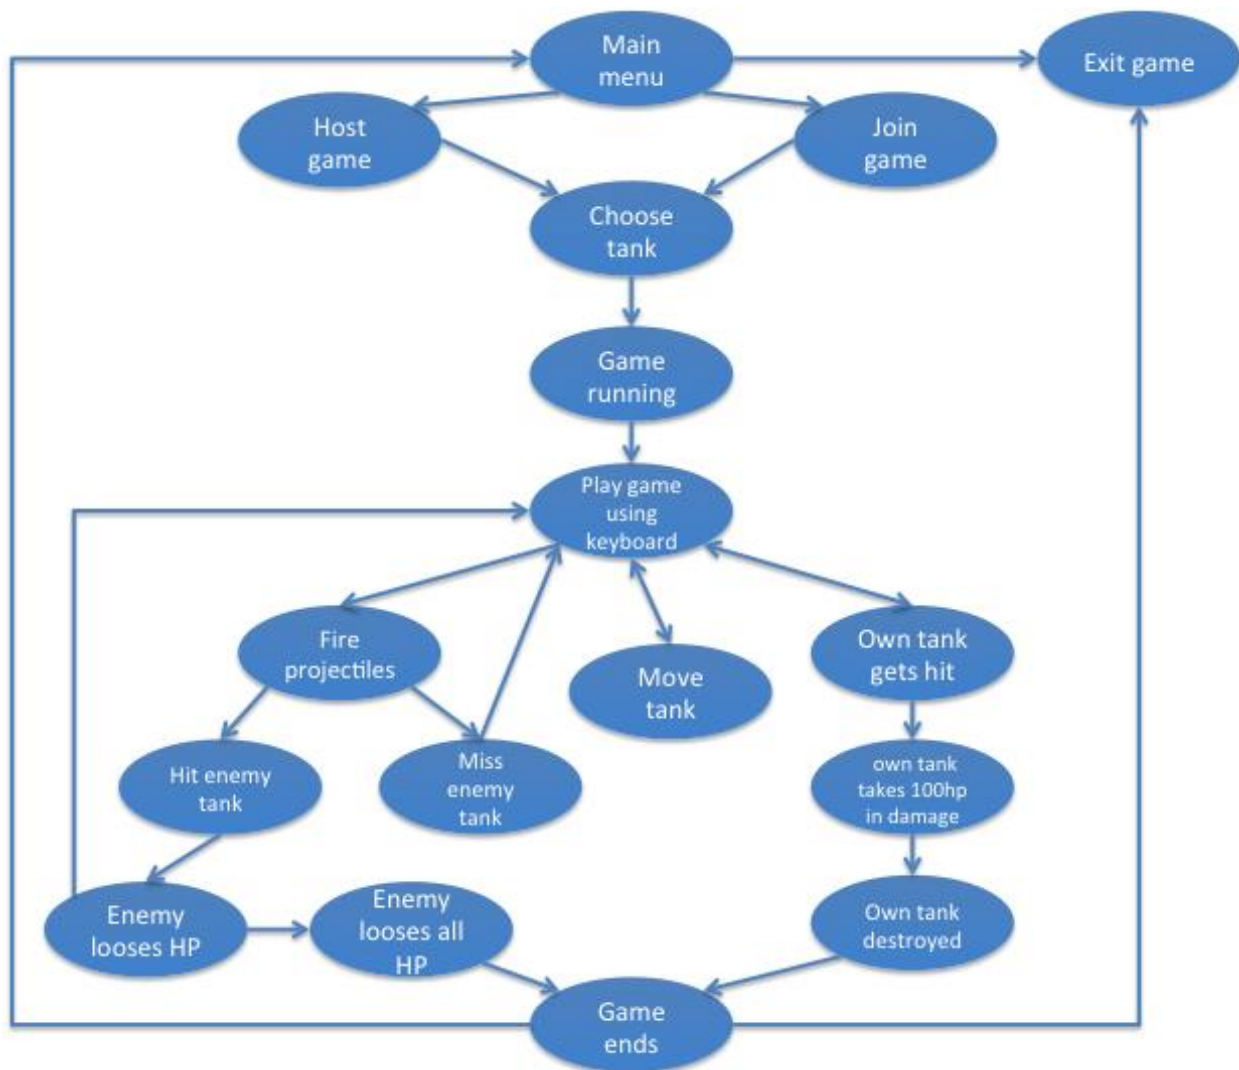 Main
menu
Exit game
Host
game
Join
game
Choose
tank
Game
running
Play game
using
keyboard
Fire
projectiles
Move
tank
Own tank
gets hit
Hit enemy
tank
Miss
enemy
tank
own tank
takes 100hp
in damage
Enemy
looses HP
Enemy
looses all
HP
Own tank
destroyed
Game
ends